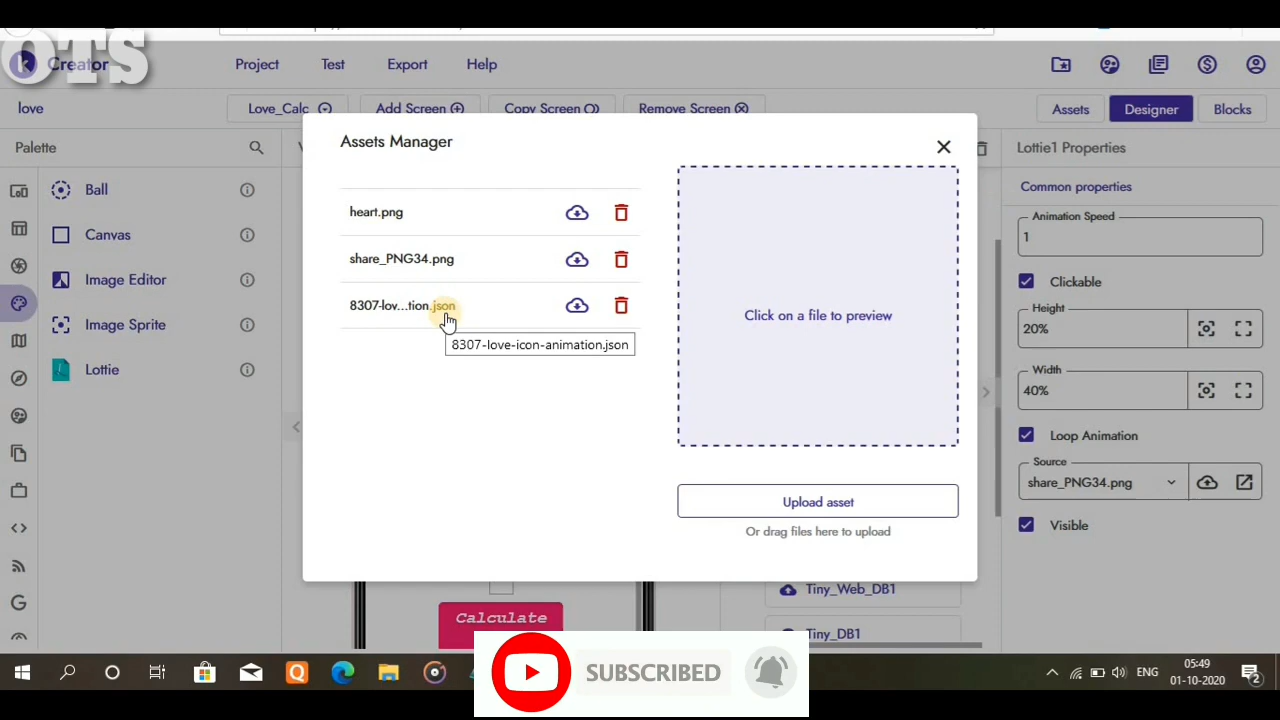 OTS
Creator
Project
Test
Export
Help
love
Love_Calc
Add Screen
Copy Screen
Remove Screen
Assets
Designer
Blocks
Palette
Ball
Canvas
Image Editor
Image Sprite
Lottie
Assets Manager
heart.png
share_PNG34.png
8307-lov...tion.json
8307-love-icon-animation.json
Click on a file to preview
Upload asset
Or drag files here to upload
Lottie1 Properties
Common properties
Animation Speed
1
Clickable
Height
20%
Width
40%
Loop Animation
Source
share_PNG34.png
Visible
Tiny_Web_DB1
Tiny_DB1
Calculate
SUBSCRIBED
ENG
05:49
01-10-2020
2